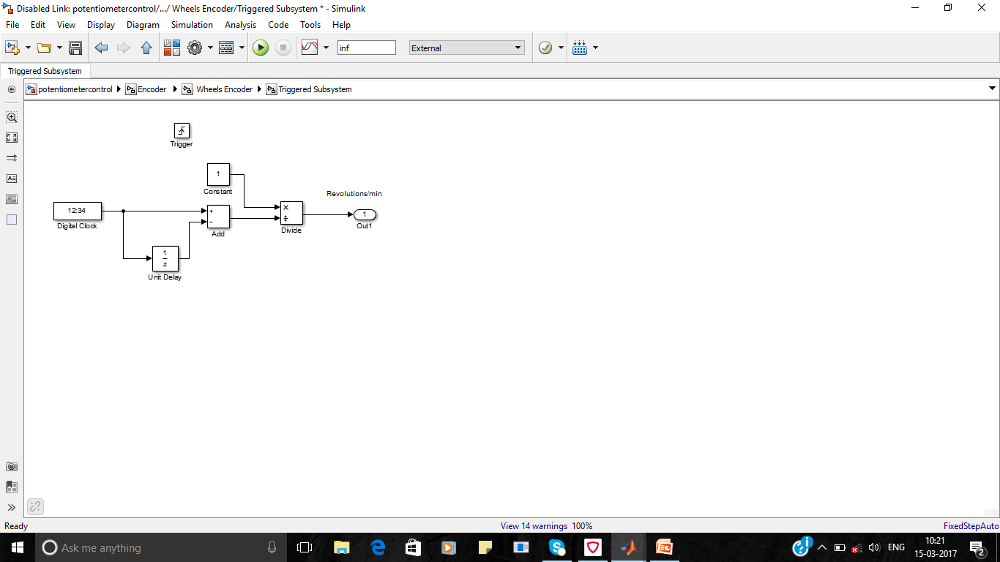 Disabled Link: potentiometercontrol/.../ Wheels Encoder/Triggered Subsystem * - Simulink
File Edit View Display Diagram Simulation Analysis Code Tools Help
inf External
Triggered Subsystem
potentiometercontrol Encoder Wheels Encoder Triggered Subsystem
Trigger
1
Constant
Revolutions/min
12:34
Digital Clock
+
−
Add
×
÷
Divide
1
Out1
1
z
Unit Delay
Ready View 14 warnings 100% FixedStepAuto
Ask me anything
ENG
10:21
15-03-2017
2